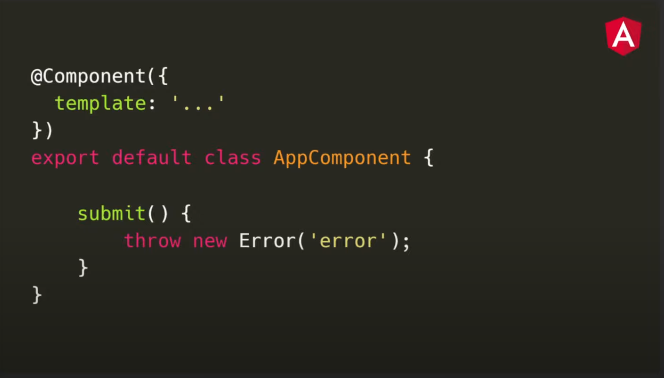 @Component({
  template: '...'
})
export default class AppComponent {
    submit() {
        throw new Error('error');
    }
}
A